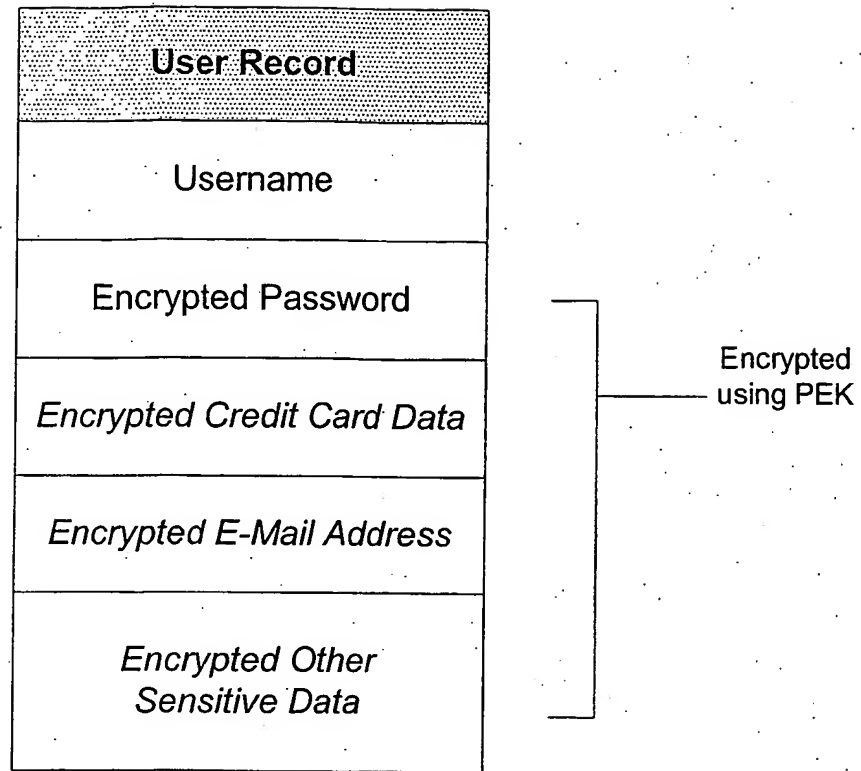 User Record
Username
Encrypted Password
Encrypted Credit Card Data
Encrypted E-Mail Address
Encrypted Other
Sensitive Data
Encrypted
using PEK